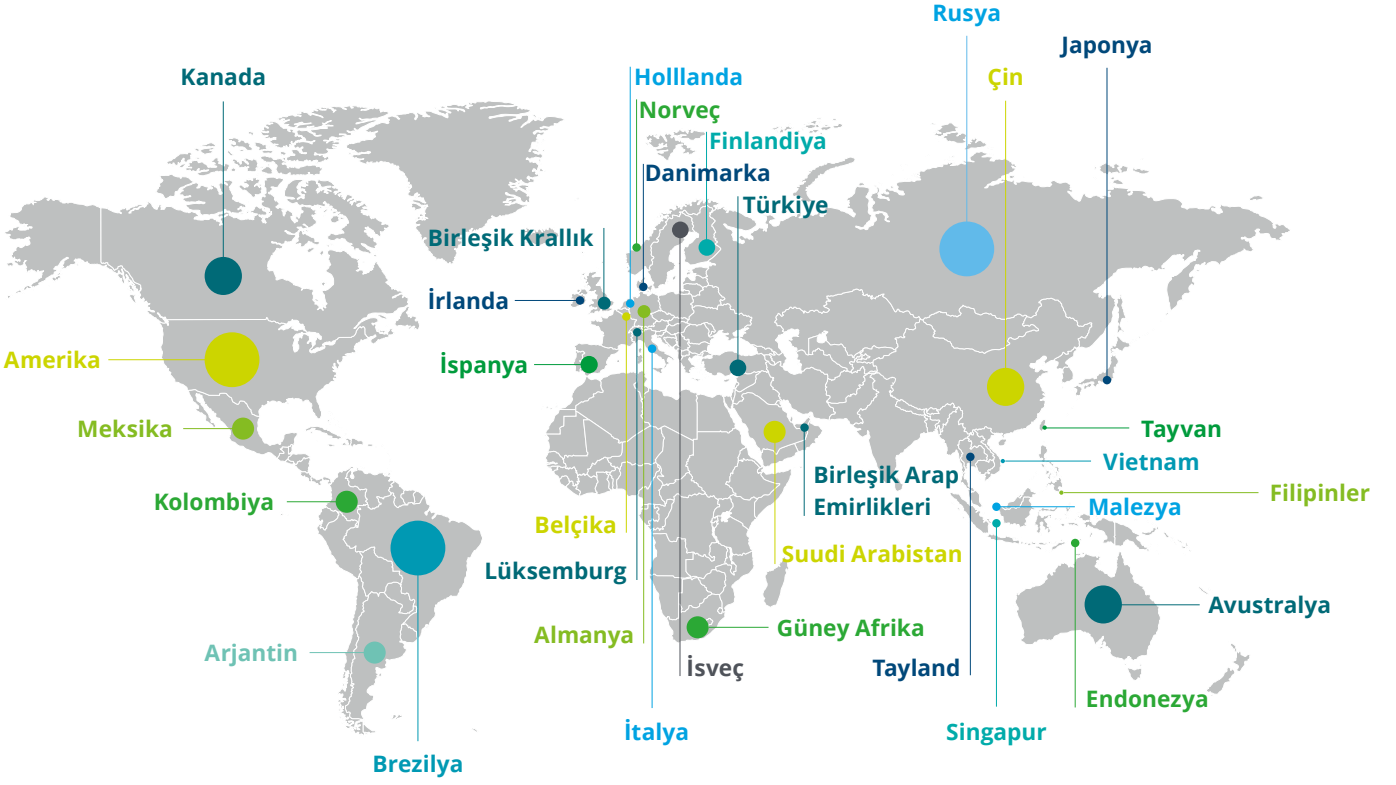 Rusya
Japonya
Kanada
Holllanda
Çin
Norveç
Finlandiya
Danimarka
Türkiye
Birleşik Krallık
İrlanda
Amerika
İspanya
Meksika
Tayvan
Vietnam
Birleşik Arap
Emirlikleri
Filipinler
Kolombiya
Malezya
Belçika
Suudi Arabistan
Lüksemburg
Avustralya
Almanya
Güney Afrika
Arjantin
İsveç
Tayland
Endonezya
İtalya
Singapur
Brezilya